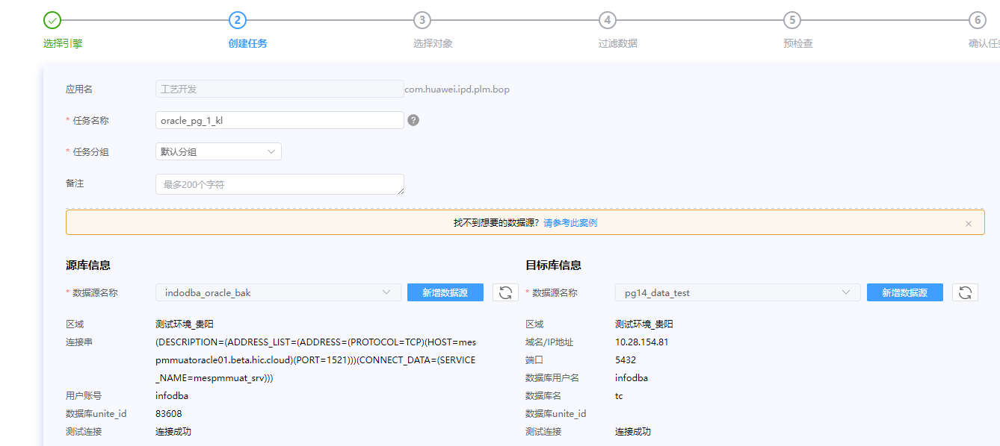 2 3 4 5 6
选择引擎 创建任务 选择对象 过滤数据 预检查 确认任
应用名 工艺开发 com.huawei.ipd.plm.bop
* 任务名称 oracle_pg_1_kl ?
* 任务分组 默认分组
备注 最多200个字符
找不到想要的数据源？请参考此案例 ×
源库信息 目标库信息
* 数据源名称 indodba_oracle_bak 新增数据源 * 数据源名称 pg14_data_test 新增数据源
区域 测试环境_贵阳 区域 测试环境_贵阳
连接串 (DESCRIPTION=(ADDRESS_LIST=(ADDRESS=(PROTOCOL=TCP)(HOST=mes 域名/IP地址 10.28.154.81
pmmuatoracle01.beta.hic.cloud)(PORT=1521)))(CONNECT_DATA=(SERVICE 端口 5432
_NAME=mespmmuat_srv))) 数据库用户名 infodba
用户账号 infodba 数据库名 tc
数据库unite_id 83608 数据库unite_id
测试连接 连接成功 测试连接 连接成功